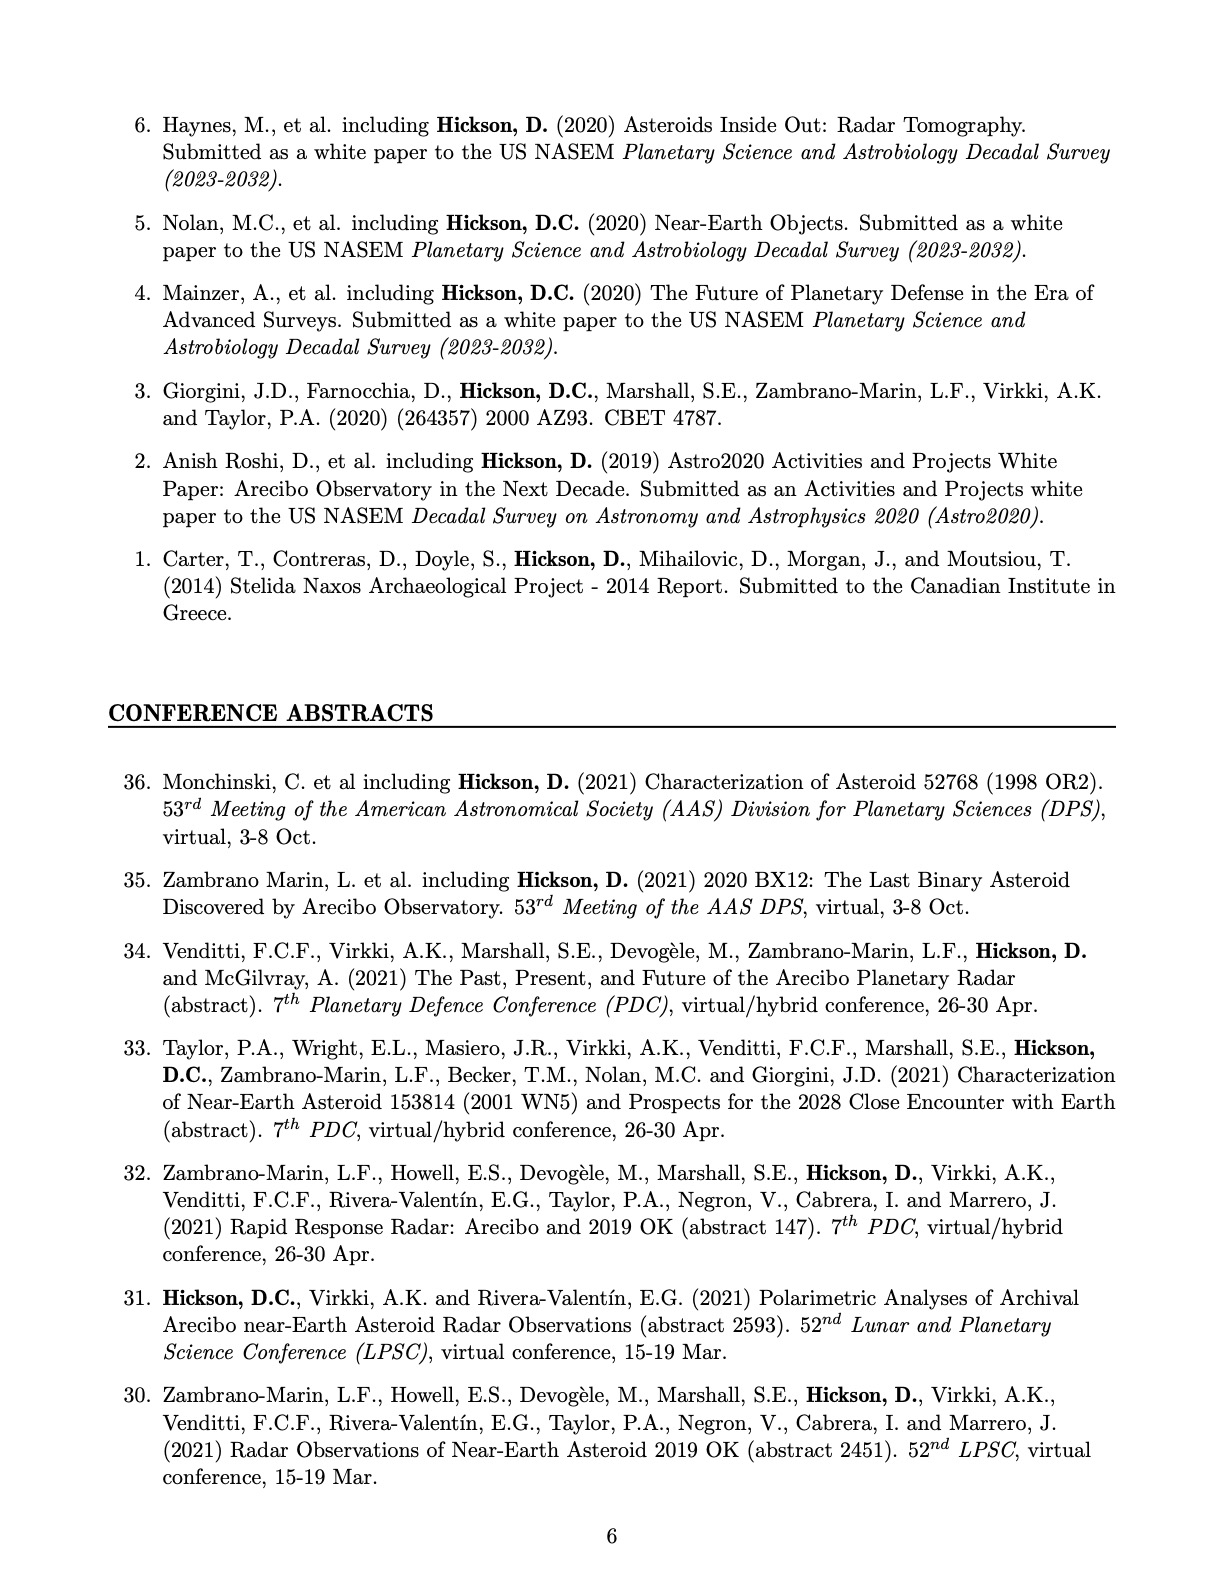 6. Haynes, M., et al. including Hickson, D. (2020) Asteroids Inside Out: Radar Tomography.
Submitted as a white paper to the US NASEM Planetary Science and Astrobiology Decadal Survey
(2023-2032).
5. Nolan, M.C., et al. including Hickson, D.C. (2020) Near-Earth Objects. Submitted as a white
paper to the US NASEM Planetary Science and Astrobiology Decadal Survey (2023-2032).
4. Mainzer, A., et al. including Hickson, D.C. (2020) The Future of Planetary Defense in the Era of
Advanced Surveys. Submitted as a white paper to the US NASEM Planetary Science and
Astrobiology Decadal Survey (2023-2032).
3. Giorgini, J.D., Farnocchia, D., Hickson, D.C., Marshall, S.E., Zambrano-Marin, L.F., Virkki, A.K.
and Taylor, P.A. (2020) (264357) 2000 AZ93. CBET 4787.
2. Anish Roshi, D., et al. including Hickson, D. (2019) Astro2020 Activities and Projects White
Paper: Arecibo Observatory in the Next Decade. Submitted as an Activities and Projects white
paper to the US NASEM Decadal Survey on Astronomy and Astrophysics 2020 (Astro2020).
1. Carter, T., Contreras, D., Doyle, S., Hickson, D., Mihailovic, D., Morgan, J., and Moutsiou, T.
(2014) Stelida Naxos Archaeological Project - 2014 Report. Submitted to the Canadian Institute in
Greece.
CONFERENCE ABSTRACTS
36. Monchinski, C. et al including Hickson, D. (2021) Characterization of Asteroid 52768 (1998 OR2).
53rd Meeting of the American Astronomical Society (AAS) Division for Planetary Sciences (DPS),
virtual, 3-8 Oct.
35. Zambrano Marin, L. et al. including Hickson, D. (2021) 2020 BX12: The Last Binary Asteroid
Discovered by Arecibo Observatory. 53rd Meeting of the AAS DPS, virtual, 3-8 Oct.
34. Venditti, F.C.F., Virkki, A.K., Marshall, S.E., Devogèle, M., Zambrano-Marin, L.F., Hickson, D.
and McGilvray, A. (2021) The Past, Present, and Future of the Arecibo Planetary Radar
(abstract). 7th Planetary Defence Conference (PDC), virtual/hybrid conference, 26-30 Apr.
33. Taylor, P.A., Wright, E.L., Masiero, J.R., Virkki, A.K., Venditti, F.C.F., Marshall, S.E., Hickson,
D.C., Zambrano-Marin, L.F., Becker, T.M., Nolan, M.C. and Giorgini, J.D. (2021) Characterization
of Near-Earth Asteroid 153814 (2001 WN5) and Prospects for the 2028 Close Encounter with Earth
(abstract). 7th PDC, virtual/hybrid conference, 26-30 Apr.
32. Zambrano-Marin, L.F., Howell, E.S., Devogèle, M., Marshall, S.E., Hickson, D., Virkki, A.K.,
Venditti, F.C.F., Rivera-Valentín, E.G., Taylor, P.A., Negron, V., Cabrera, I. and Marrero, J.
(2021) Rapid Response Radar: Arecibo and 2019 OK (abstract 147). 7th PDC, virtual/hybrid
conference, 26-30 Apr.
31. Hickson, D.C., Virkki, A.K. and Rivera-Valentín, E.G. (2021) Polarimetric Analyses of Archival
Arecibo near-Earth Asteroid Radar Observations (abstract 2593). 52nd Lunar and Planetary
Science Conference (LPSC), virtual conference, 15-19 Mar.
30. Zambrano-Marin, L.F., Howell, E.S., Devogèle, M., Marshall, S.E., Hickson, D., Virkki, A.K.,
Venditti, F.C.F., Rivera-Valentín, E.G., Taylor, P.A., Negron, V., Cabrera, I. and Marrero, J.
(2021) Radar Observations of Near-Earth Asteroid 2019 OK (abstract 2451). 52nd LPSC, virtual
conference, 15-19 Mar.
6